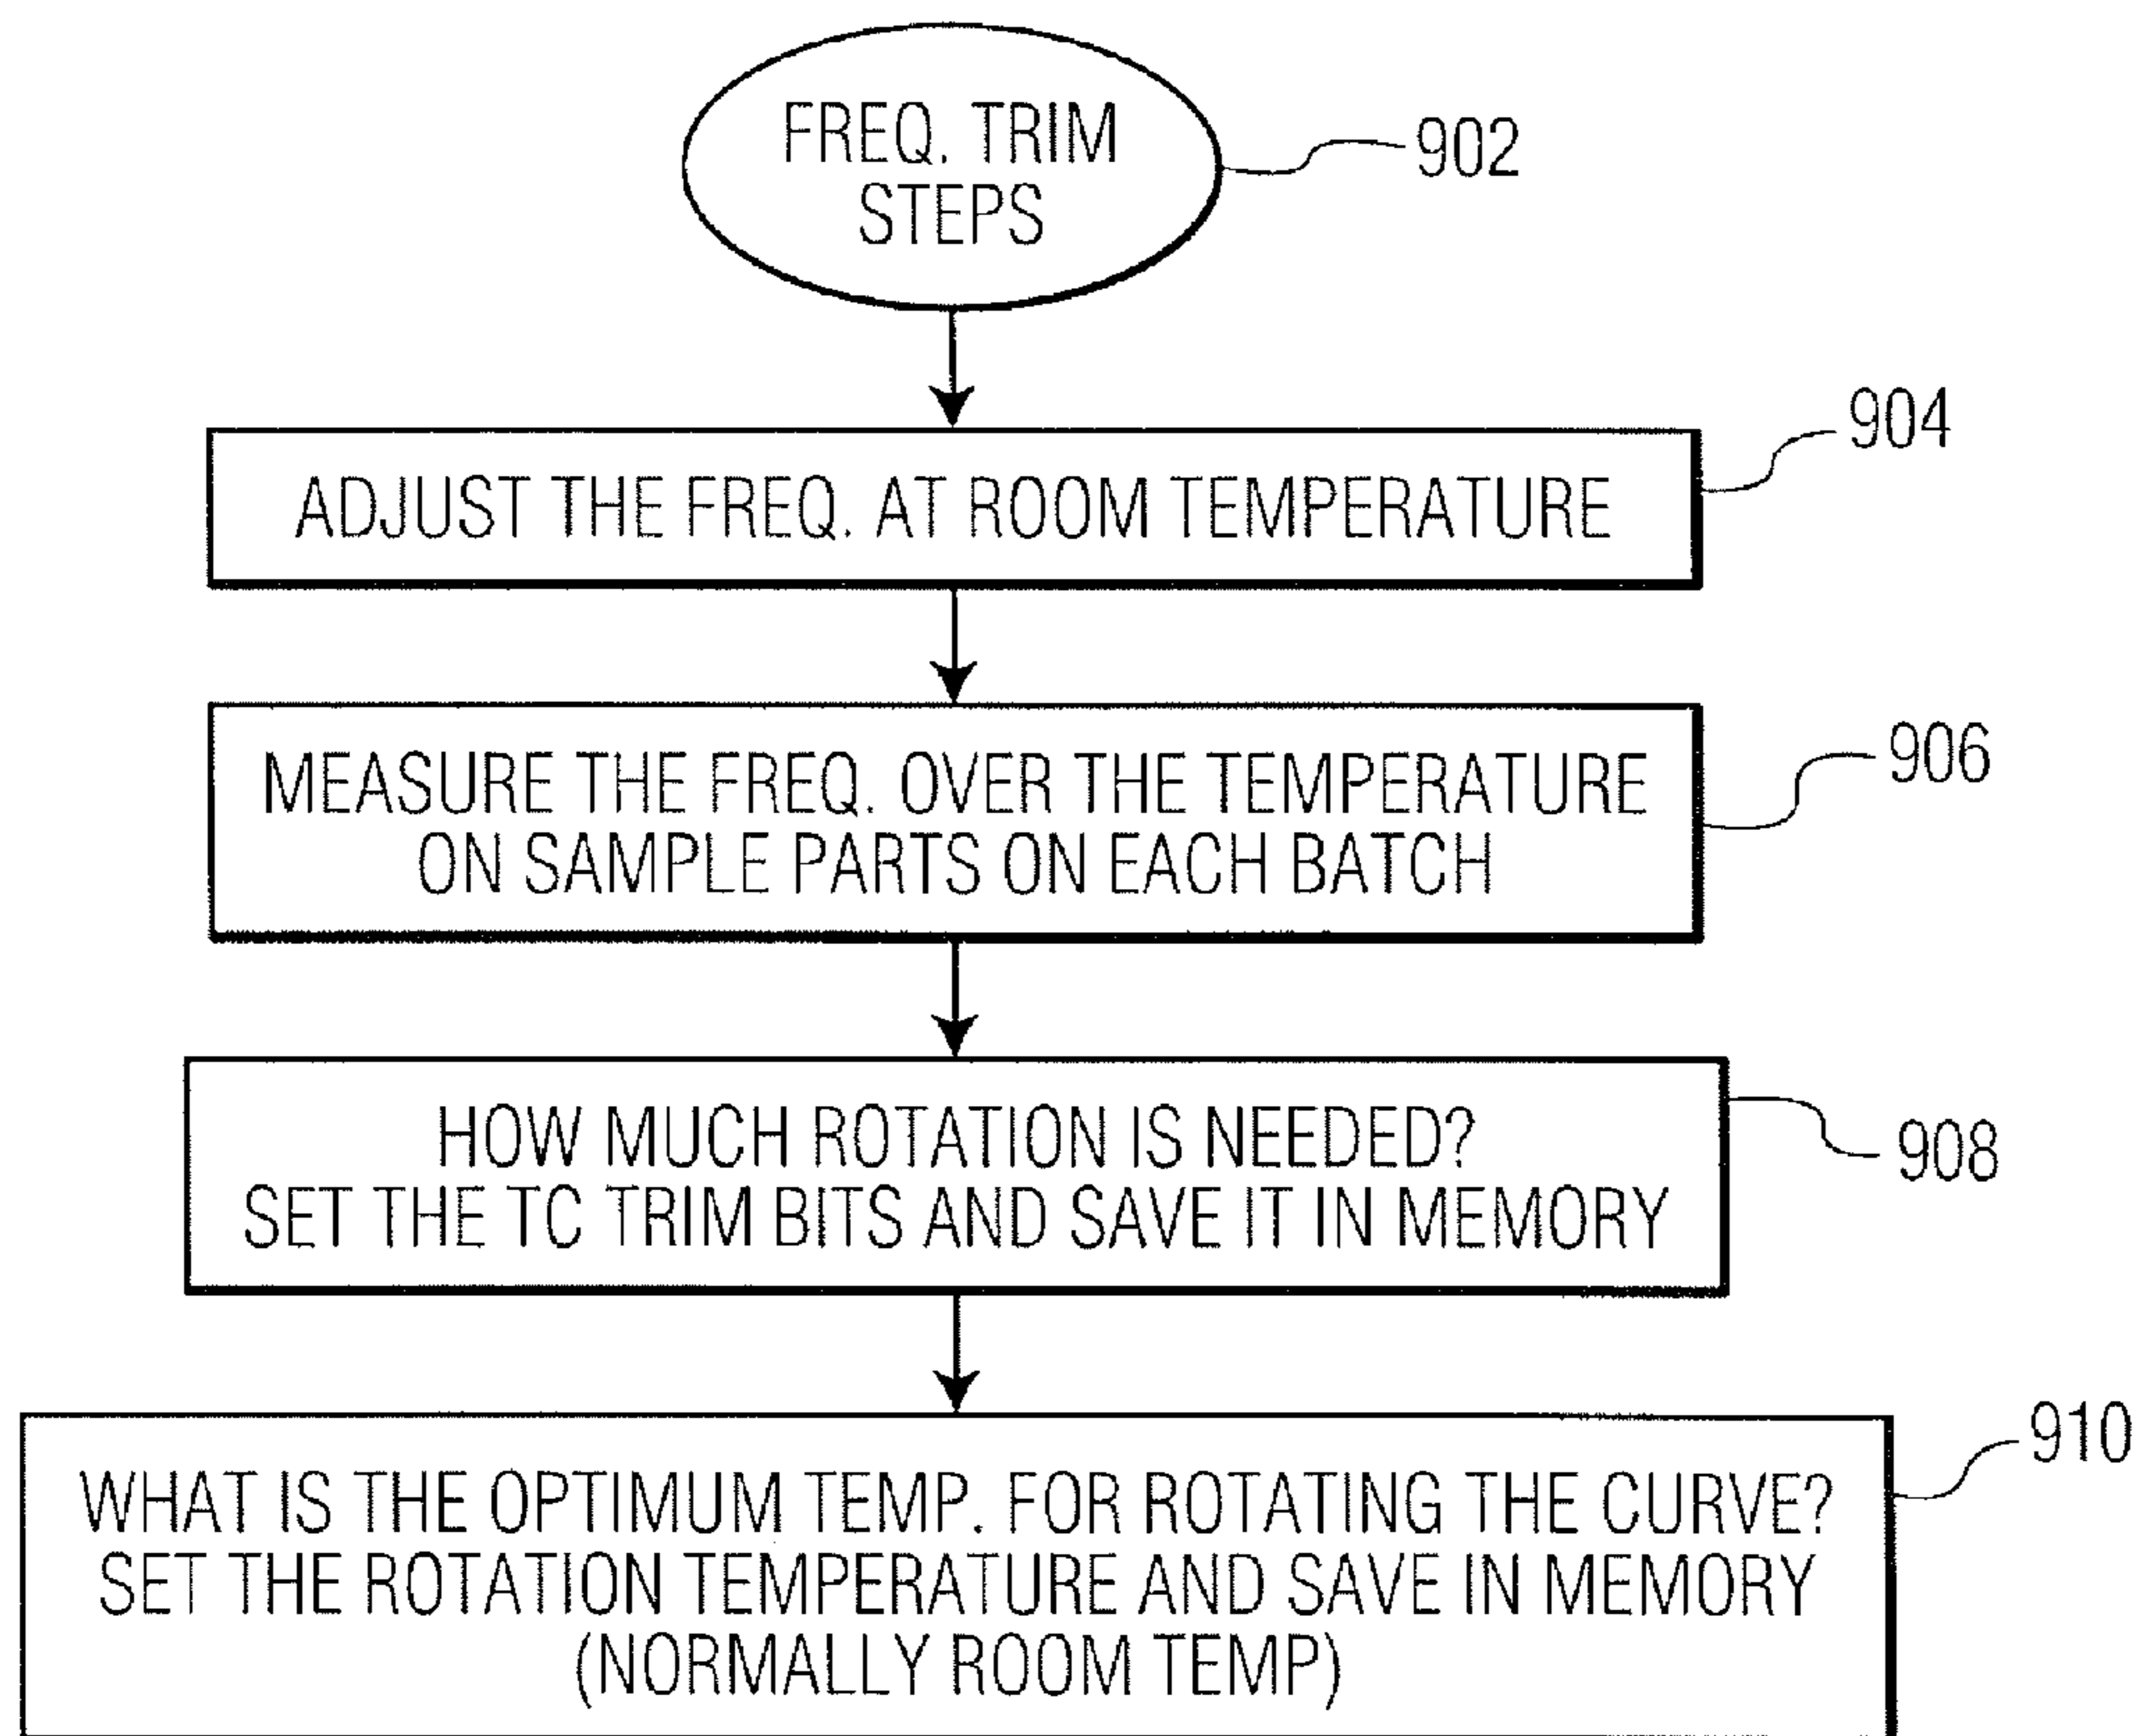 FREQ. TRIM
STEPS
902
904
ADJUST THE FREQ. AT ROOM TEMPERATURE
906
MEASURE THE FREQ. OVER THE TEMPERATURE
ON SAMPLE PARTS ON EACH BATCH
908
HOW MUCH ROTATION IS NEEDED?
SET THE TC TRIM BITS AND SAVE IT IN MEMORY
910
WHAT IS THE OPTIMUM TEMP. FOR ROTATING THE CURVE?
SET THE ROTATION TEMPERATURE AND SAVE IN MEMORY
(NORMALLY ROOM TEMP)